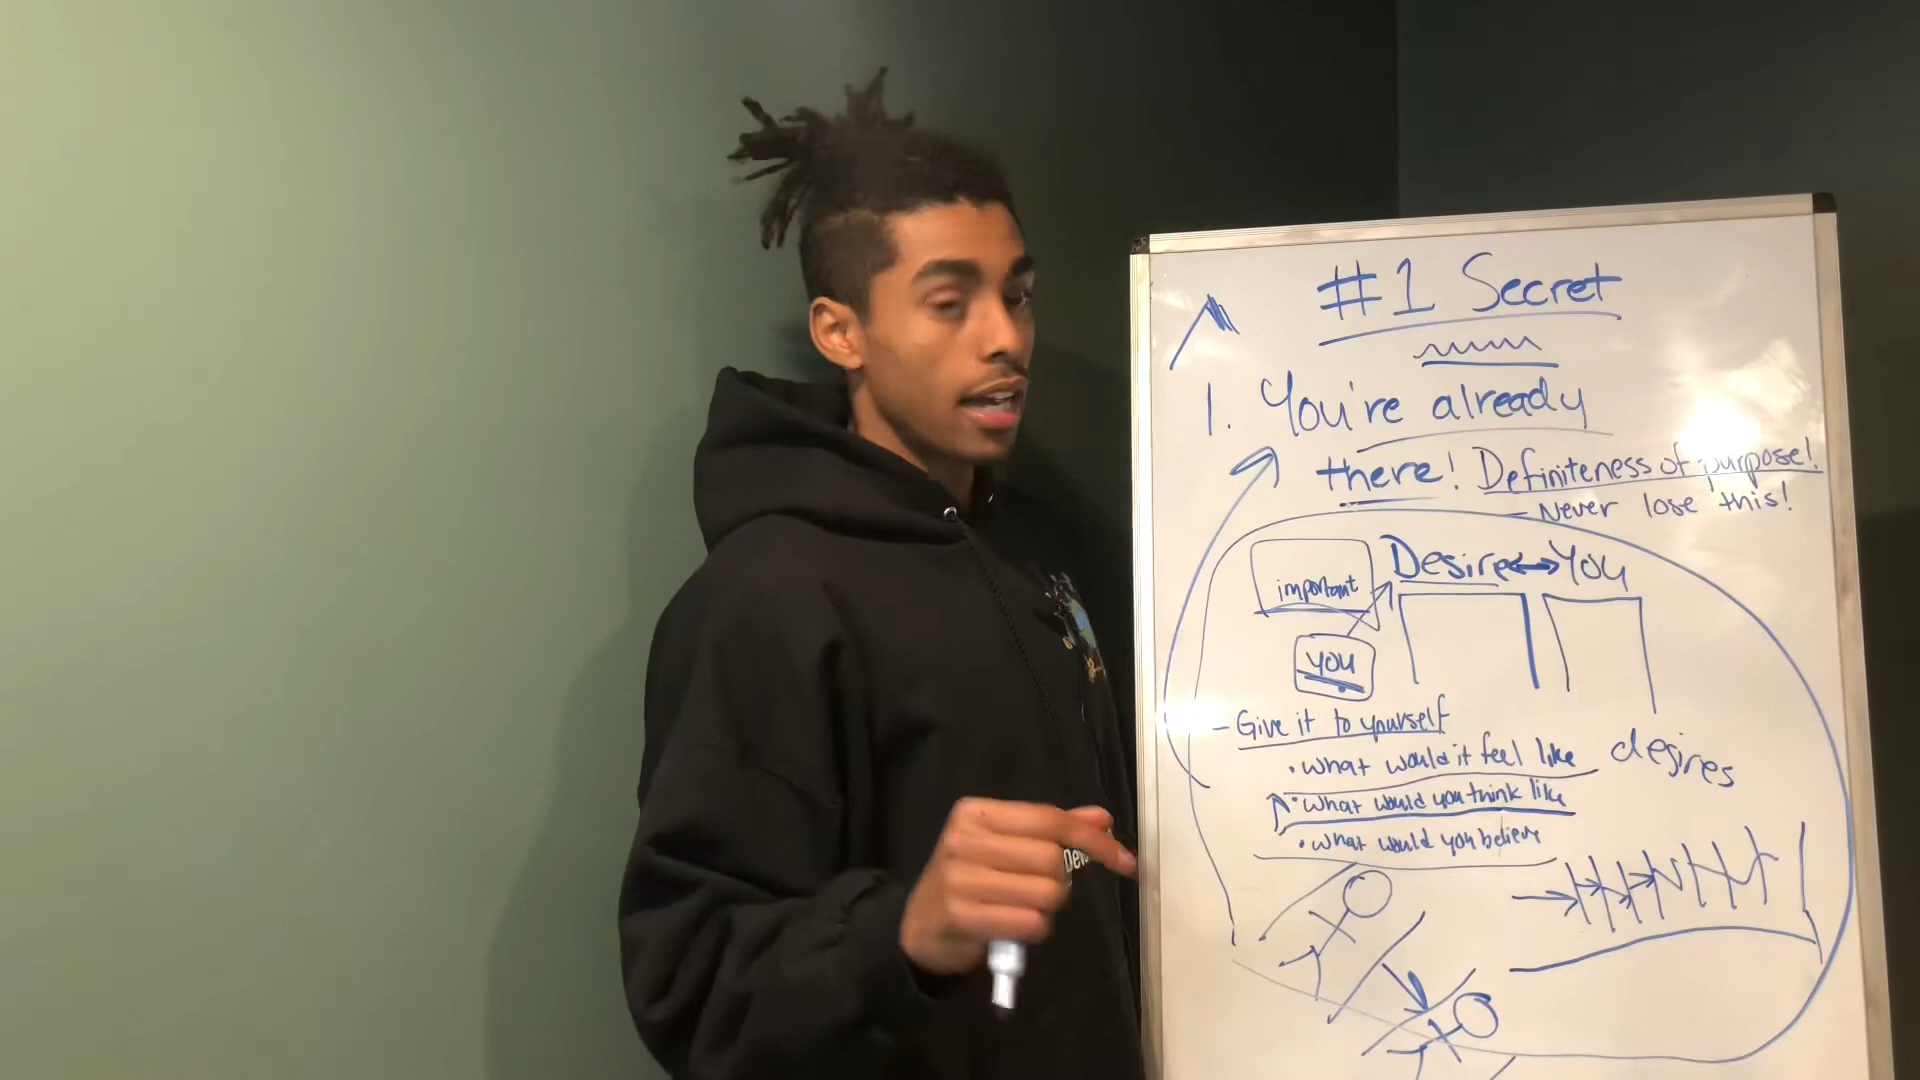 #1 Secret
1. You're already
there! Definiteness of purpose!
- Never lose this!
important
Desire ↔ You
you
- Give it to yourself
• What would it feel like
desires
• What would you think like
• What would you believe